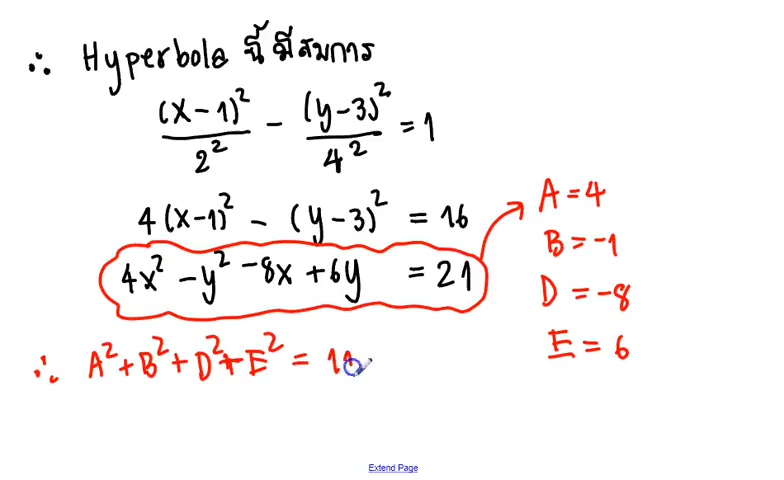 ∴ Hyperbola นี้ มีสมการ
(x-1)²/2² - (y-3)²/4² = 1
4(x-1)² - (y-3)² = 16
4x² - y² - 8x + 6y = 21
A = 4
B = -1
D = -8
E = 6
∴ A² + B² + D² + E² = 11
Extend Page